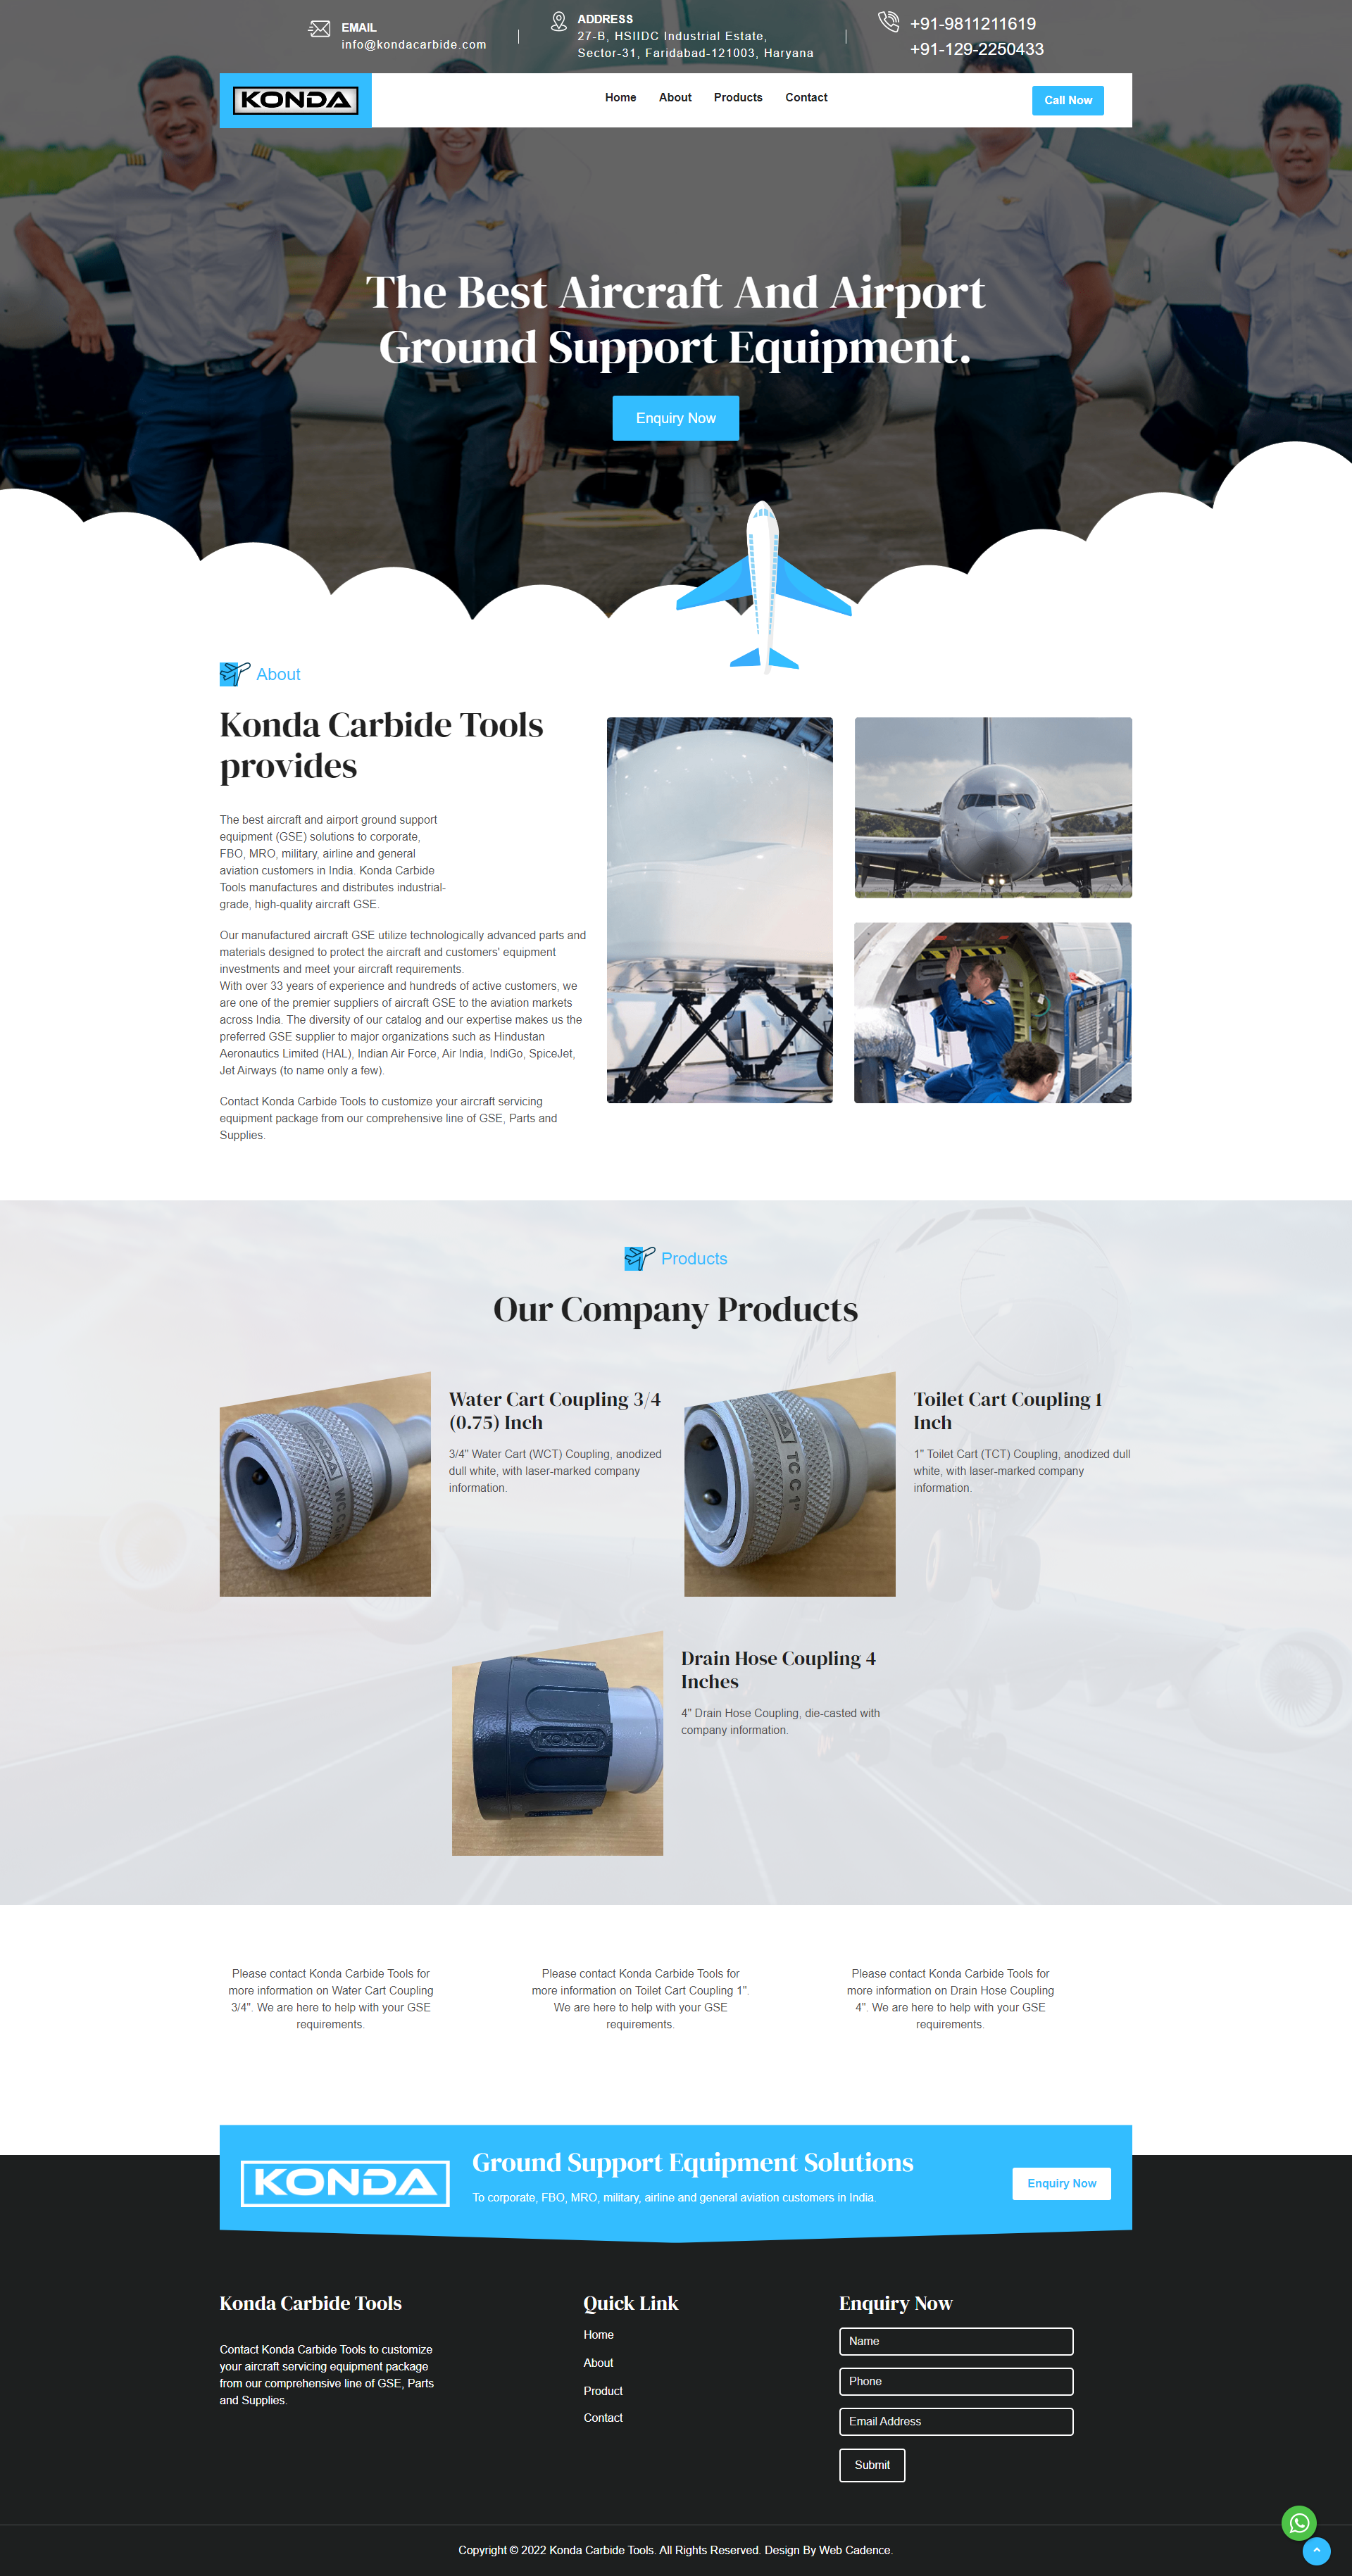 EMAIL
info@kondacarbide.com
ADDRESS
27-B, HSIIDC Industrial Estate,
Sector-31, Faridabad-121003, Haryana
+91-9811211619
+91-129-2250433
KONDA
Home
About
Products
Contact
Call Now
The Best Aircraft And Airport
Ground Support Equipment.
Enquiry Now
About
Konda Carbide Tools
provides
The best aircraft and airport ground support
equipment (GSE) solutions to corporate,
FBO, MRO, military, airline and general
aviation customers in India. Konda Carbide
Tools manufactures and distributes industrial-
grade, high-quality aircraft GSE.
Our manufactured aircraft GSE utilize technologically advanced parts and
materials designed to protect the aircraft and customers' equipment
investments and meet your aircraft requirements.
With over 33 years of experience and hundreds of active customers, we
are one of the premier suppliers of aircraft GSE to the aviation markets
across India. The diversity of our catalog and our expertise makes us the
preferred GSE supplier to major organizations such as Hindustan
Aeronautics Limited (HAL), Indian Air Force, Air India, IndiGo, SpiceJet,
Jet Airways (to name only a few).
Contact Konda Carbide Tools to customize your aircraft servicing
equipment package from our comprehensive line of GSE, Parts and
Supplies.
Products
Our Company Products
KONDA
Water Cart Coupling 3/4
(0.75) Inch
3/4" Water Cart (WCT) Coupling, anodized
dull white, with laser-marked company
information.
KONDA
TC C 1"
Toilet Cart Coupling 1
Inch
1" Toilet Cart (TCT) Coupling, anodized dull
white, with laser-marked company
information.
KONDA
Drain Hose Coupling 4
Inches
4" Drain Hose Coupling, die-casted with
company information.
Please contact Konda Carbide Tools for
more information on Water Cart Coupling
3/4". We are here to help with your GSE
requirements.
Please contact Konda Carbide Tools for
more information on Toilet Cart Coupling 1".
We are here to help with your GSE
requirements.
Please contact Konda Carbide Tools for
more information on Drain Hose Coupling
4". We are here to help with your GSE
requirements.
KONDA
Ground Support Equipment Solutions
To corporate, FBO, MRO, military, airline and general aviation customers in India.
Enquiry Now
Konda Carbide Tools
Contact Konda Carbide Tools to customize
your aircraft servicing equipment package
from our comprehensive line of GSE, Parts
and Supplies.
Quick Link
Home
About
Product
Contact
Enquiry Now
Name
Phone
Email Address
Submit
Copyright © 2022 Konda Carbide Tools. All Rights Reserved. Design By Web Cadence.